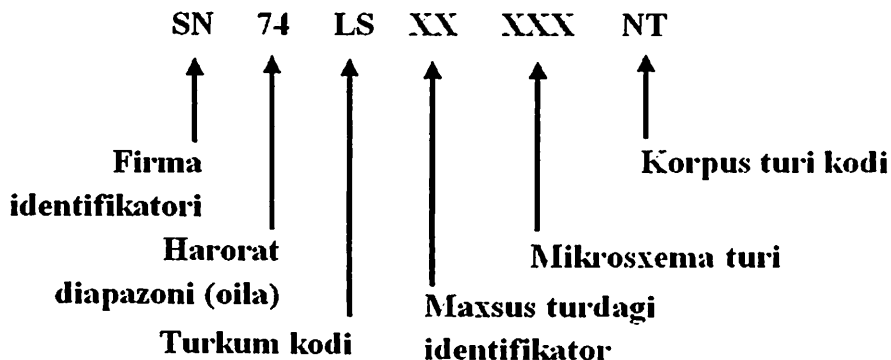 SN 74 LS XX XXX NT
Firma
identifikatori
Korpus turi kodi
Harorat
diapazoni (oila)
Mikrosxema turi
Turkum kodi
Maxsus turdagi
identifikator